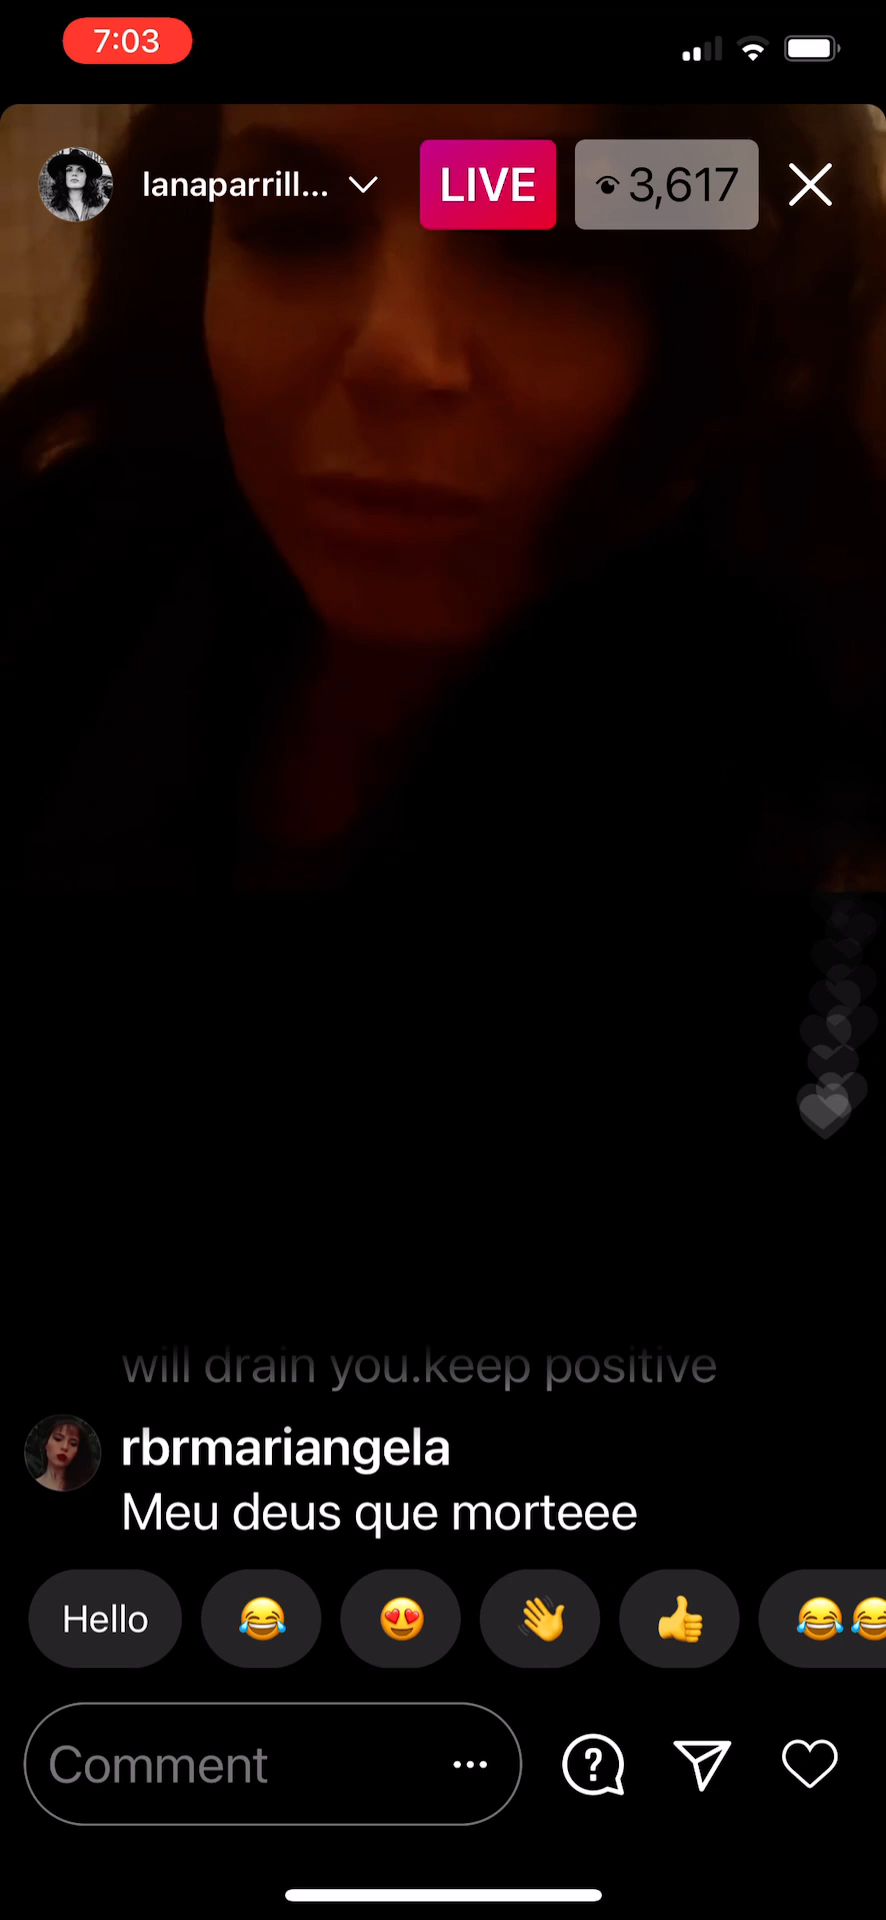 7:03
lanaparrill...
LIVE
3,617
will drain you.keep positive
rbrmariangela
Meu deus que morteee
Hello
Comment